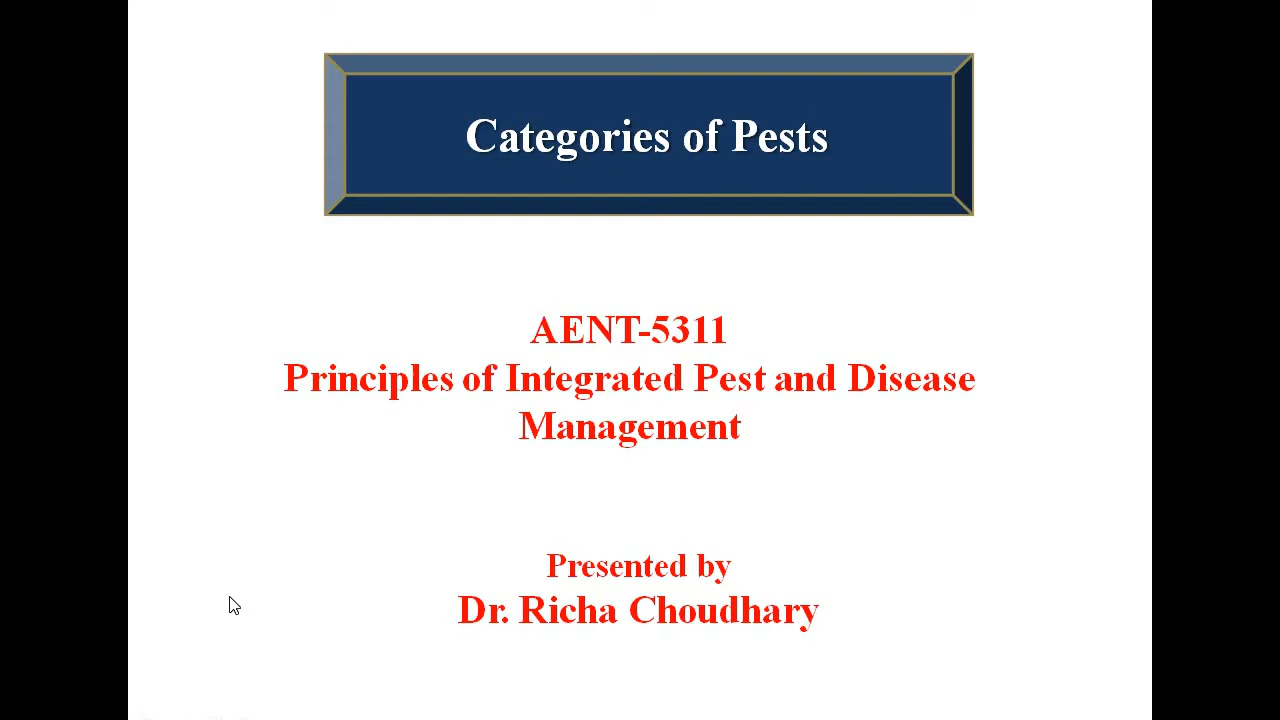 Categories of Pests
AENT-5311
Principles of Integrated Pest and Disease
Management
Presented by
Dr. Richa Choudhary